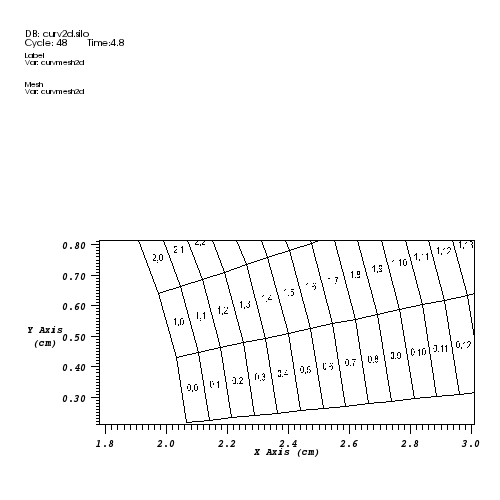 DB: curv2d.silo
Cycle: 48 Time:4.8
Label
Var: curvmesh2d
Mesh
Var: curvmesh2d
0.80
2,0 2,1 2,2
1,3 1,4 1,5 1,6 1,7 1,8 1,9 1,10 1,11 1,12 1,13
0.70
1,0 1,1 1,2
0.60
Y Axis
(cm)
0.50
0.40
0,0 0,1 0,2 0,3 0,4 0,5 0,6 0,7 0,8 0,9 0,10 0,11 0,12
0.30
1.8 2.0 2.2 2.4 2.6 2.8 3.0
X Axis (cm)